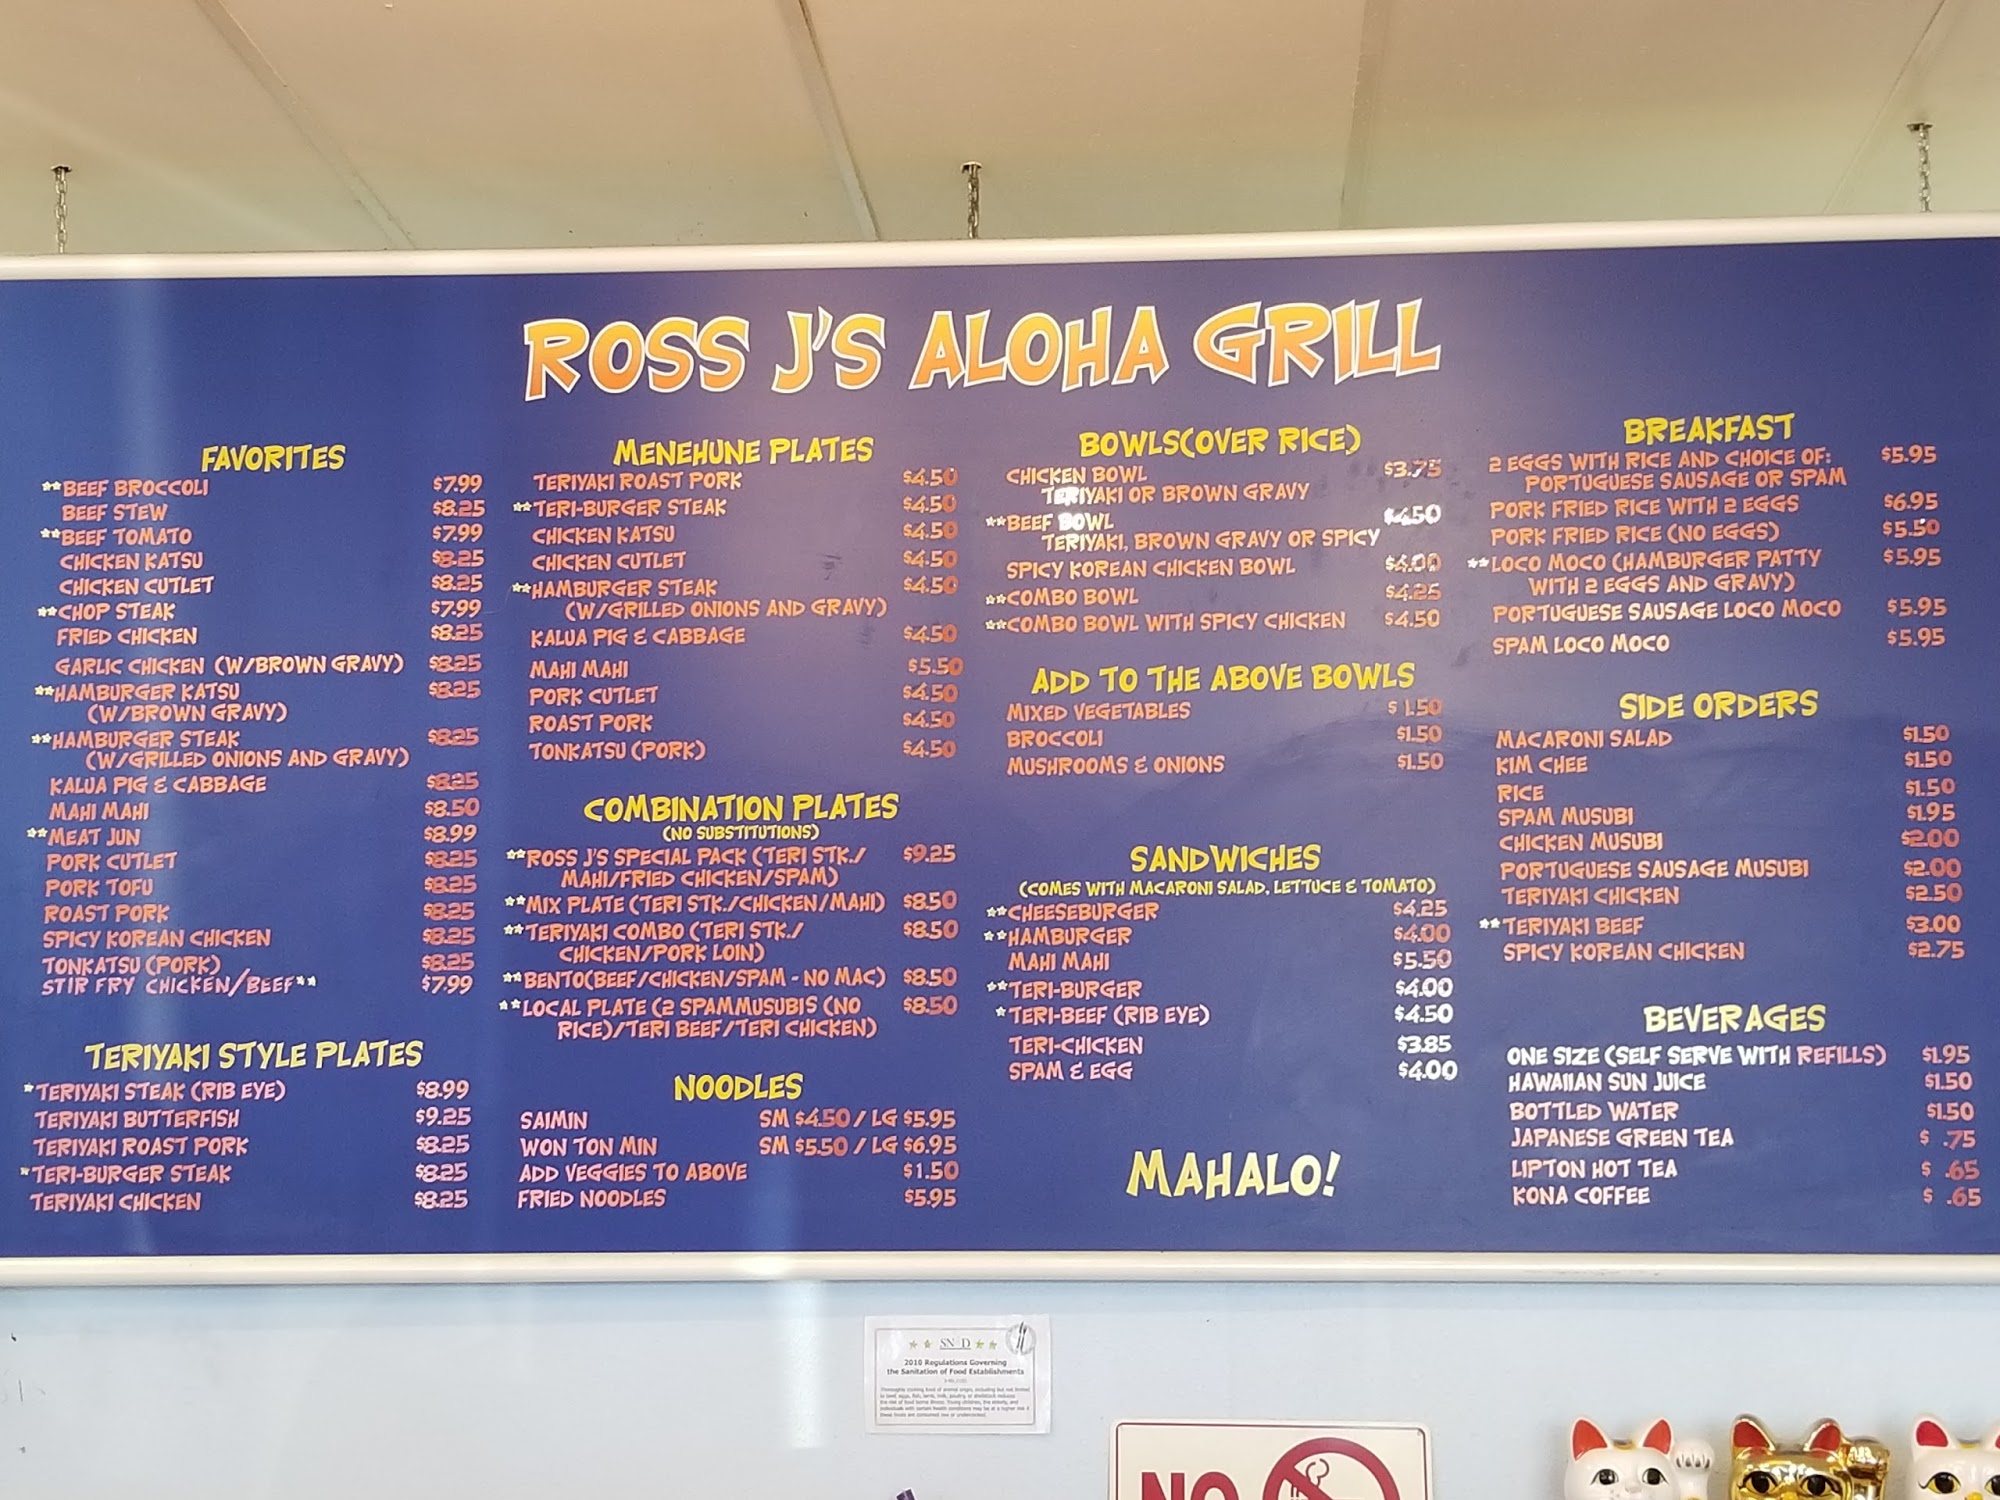 ROSS J'S ALOHA GRILL
FAVORITES
**BEEF BROCCOLI $7.99
BEEF STEW $8.25
**BEEF TOMATO $7.99
CHICKEN KATSU $8.25
CHICKEN CUTLET $8.25
**CHOP STEAK $7.99
FRIED CHICKEN $8.25
GARLIC CHICKEN (W/BROWN GRAVY) $8.25
**HAMBURGER KATSU $8.25
(W/BROWN GRAVY)
**HAMBURGER STEAK $8.25
(W/GRILLED ONIONS AND GRAVY)
KALUA PIG & CABBAGE $8.25
MAHI MAHI $8.50
**MEAT JUN $8.99
PORK CUTLET $8.25
PORK TOFU $8.25
ROAST PORK $8.25
SPICY KOREAN CHICKEN $8.25
TONKATSU (PORK) $8.25
STIR FRY CHICKEN/BEEF** $7.99
TERIYAKI STYLE PLATES
*TERIYAKI STEAK (RIB EYE) $8.99
TERIYAKI BUTTERFISH $9.25
TERIYAKI ROAST PORK $8.25
*TERI-BURGER STEAK $8.25
TERIYAKI CHICKEN $8.25
MENEHUNE PLATES
TERIYAKI ROAST PORK $4.50
**TERI-BURGER STEAK $4.50
CHICKEN KATSU $4.50
CHICKEN CUTLET $4.50
**HAMBURGER STEAK $4.50
(W/GRILLED ONIONS AND GRAVY)
KALUA PIG & CABBAGE $4.50
MAHI MAHI $5.50
PORK CUTLET $4.50
ROAST PORK $4.50
TONKATSU (PORK) $4.50
COMBINATION PLATES
(NO SUBSTITUTIONS)
**ROSS J'S SPECIAL PACK (TERI STK./ $9.25
MAHI/FRIED CHICKEN/SPAM)
**MIX PLATE (TERI STK./CHICKEN/MAHI) $8.50
**TERIYAKI COMBO (TERI STK./ $8.50
CHICKEN/PORK LOIN)
**BENTO(BEEF/CHICKEN/SPAM - NO MAC) $8.50
**LOCAL PLATE (2 SPAMMUSUBIS (NO $8.50
RICE)/TERI BEEF/TERI CHICKEN)
NOODLES
SAIMIN SM $4.50 / LG $5.95
WON TON MIN SM $5.50 / LG $6.95
ADD VEGGIES TO ABOVE $1.50
FRIED NOODLES $5.95
BOWLS(OVER RICE)
CHICKEN BOWL $3.75
TERIYAKI OR BROWN GRAVY
**BEEF BOWL $4.50
TERIYAKI, BROWN GRAVY OR SPICY
SPICY KOREAN CHICKEN BOWL $4.00
**COMBO BOWL $4.25
**COMBO BOWL WITH SPICY CHICKEN $4.50
ADD TO THE ABOVE BOWLS
MIXED VEGETABLES $ 1.50
BROCCOLI $1.50
MUSHROOMS & ONIONS $1.50
SANDWICHES
(COMES WITH MACARONI SALAD, LETTUCE & TOMATO)
**CHEESEBURGER $4.25
**HAMBURGER $4.00
MAHI MAHI $5.50
**TERI-BURGER $4.00
*TERI-BEEF (RIB EYE) $4.50
TERI-CHICKEN $3.85
SPAM & EGG $4.00
MAHALO!
BREAKFAST
2 EGGS WITH RICE AND CHOICE OF: $5.95
PORTUGUESE SAUSAGE OR SPAM
PORK FRIED RICE WITH 2 EGGS $6.95
PORK FRIED RICE (NO EGGS) $5.50
**LOCO MOCO (HAMBURGER PATTY $5.95
WITH 2 EGGS AND GRAVY)
PORTUGUESE SAUSAGE LOCO MOCO $5.95
SPAM LOCO MOCO $5.95
SIDE ORDERS
MACARONI SALAD $1.50
KIM CHEE $1.50
RICE $1.50
SPAM MUSUBI $1.95
CHICKEN MUSUBI $2.00
PORTUGUESE SAUSAGE MUSUBI $2.00
TERIYAKI CHICKEN $2.50
**TERIYAKI BEEF $3.00
SPICY KOREAN CHICKEN $2.75
BEVERAGES
ONE SIZE (SELF SERVE WITH REFILLS) $1.95
HAWAIIAN SUN JUICE $1.50
BOTTLED WATER $1.50
JAPANESE GREEN TEA $ .75
LIPTON HOT TEA $ .65
KONA COFFEE $ .65
2010 Regulations Governing
the Sanitation of Food Establishments
NO